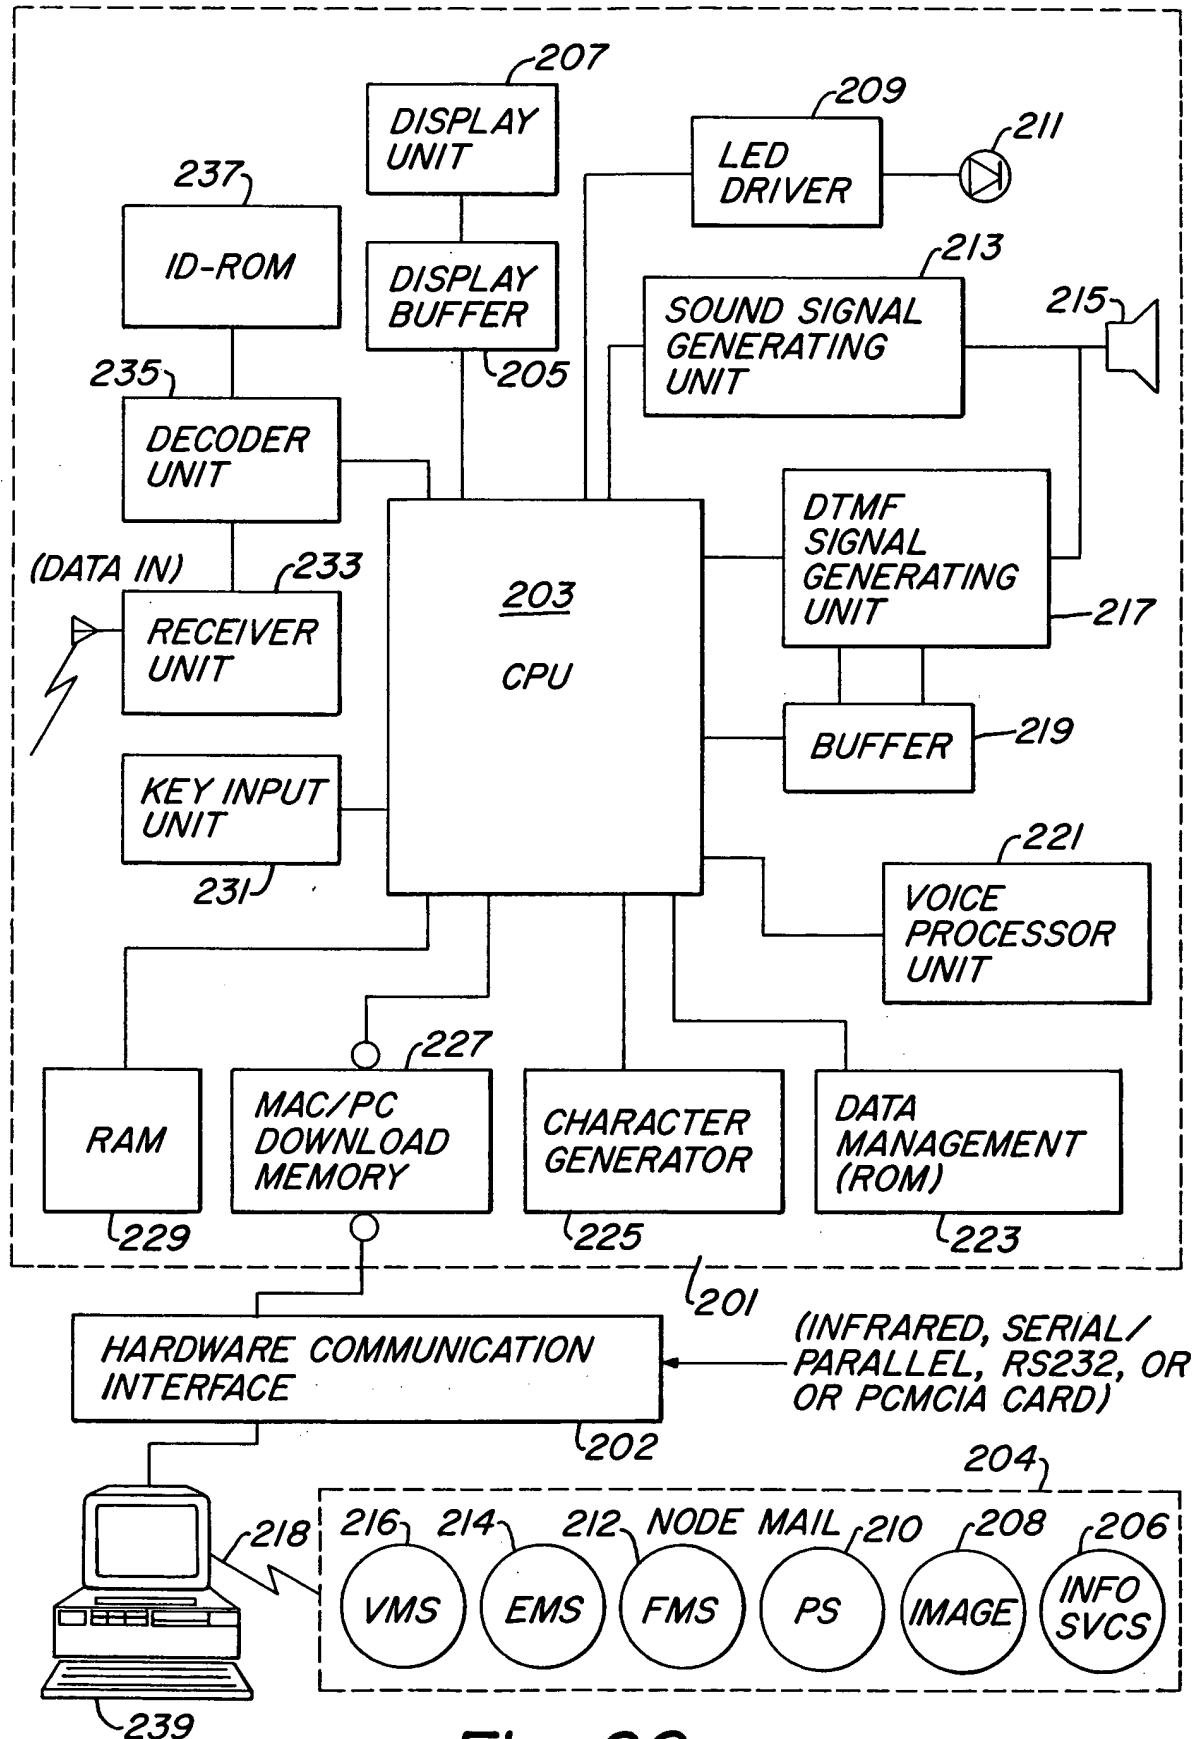 207
DISPLAY
UNIT
209
LED
DRIVER
211
237
ID-ROM
DISPLAY
BUFFER
205
213
SOUND SIGNAL
GENERATING
UNIT
215
235
DECODER
UNIT
DTMF
SIGNAL
GENERATING
UNIT
217
(DATA IN)
233
RECEIVER
UNIT
203
CPU
BUFFER
219
KEY INPUT
UNIT
231
221
VOICE
PROCESSOR
UNIT
RAM
229
227
MAC/PC
DOWNLOAD
MEMORY
CHARACTER
GENERATOR
225
DATA
MANAGEMENT
(ROM)
223
201
HARDWARE COMMUNICATION
INTERFACE
202
(INFRARED, SERIAL/
PARALLEL, RS232, OR
OR PCMCIA CARD)
204
218
216
214
212
NODE MAIL
210
208
206
VMS
EMS
FMS
PS
IMAGE
INFO
SVCS
239